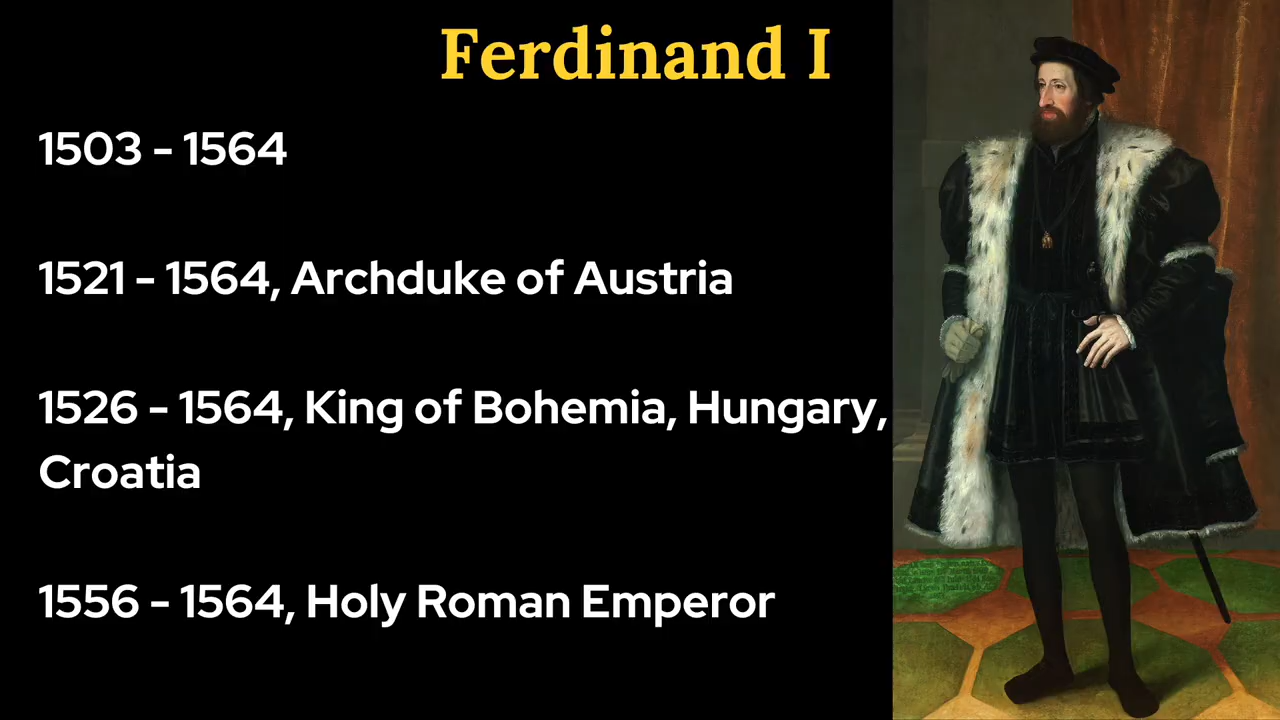 Ferdinand I
1503 – 1564
1521 – 1564, Archduke of Austria
1526 – 1564, King of Bohemia, Hungary,
Croatia
1556 – 1564, Holy Roman Emperor